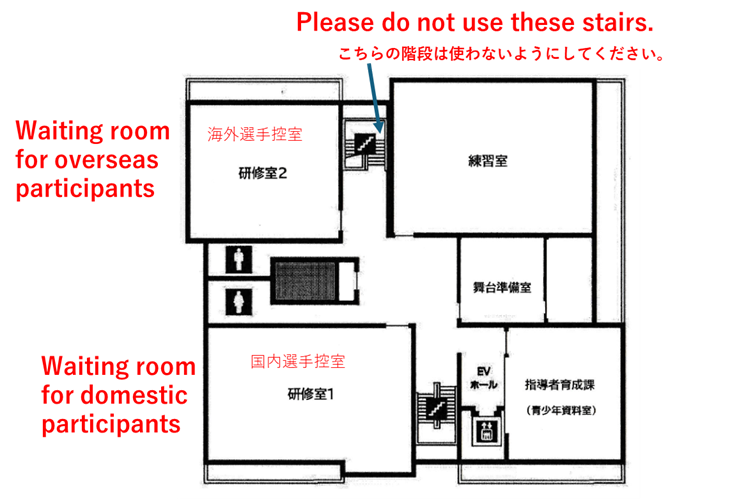 Please do not use these stairs.
こちらの階段は使わないようにしてください。
Waiting room
for overseas
participants
海外選手控室
研修室2
練習室
舞台準備室
Waiting room
for domestic
participants
国内選手控室
研修室1
EV
ホール
指導者育成課
（青少年資料室）